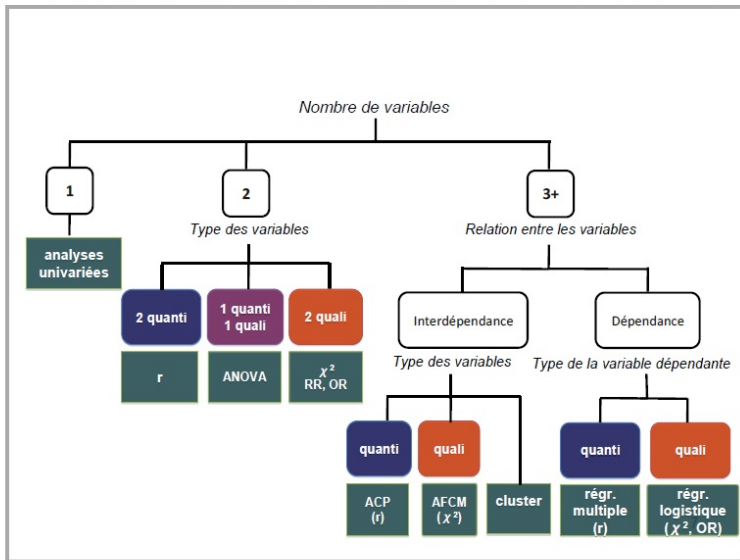 Nombre de variables
1
2
3+
Type des variables
Relation entre les variables
analyses
univariées
2 quanti
1 quanti
1 quali
2 quali
Interdépendance
Dépendance
r
ANOVA
χ²
RR, OR
Type des variables
Type de la variable dépendante
quanti
quali
quanti
quali
ACP
(r)
AFCM
(χ²)
cluster
régr.
multiple
(r)
régr.
logistique
(χ², OR)